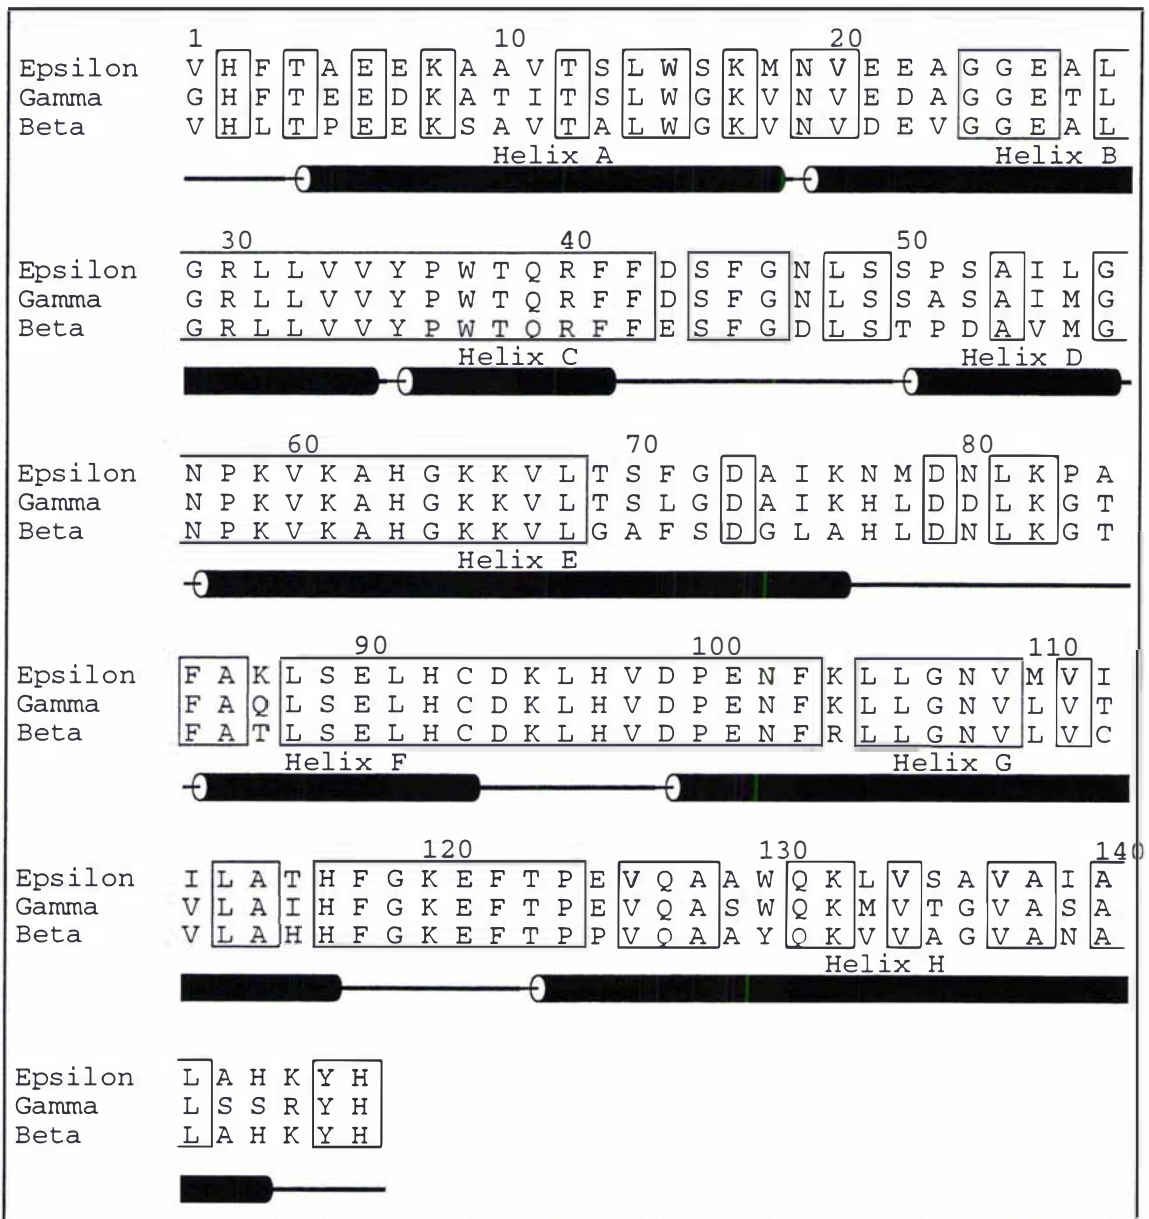 1 10 20
Epsilon V H F T A E E K A A V T S L W S K M N V E E A G G E A L
Gamma G H F T E E D K A T I T S L W G K V N V E D A G G E T L
Beta V H L T P E E K S A V T A L W G K V N V D E V G G E A L
Helix A Helix B
30 40 50
Epsilon G R L L V V Y P W T Q R F F D S F G N L S S P S A I L G
Gamma G R L L V V Y P W T Q R F F D S F G N L S S A S A I M G
Beta G R L L V V Y P W T Q R F F E S F G D L S T P D A V M G
Helix C Helix D
60 70 80
Epsilon N P K V K A H G K K V L T S F G D A I K N M D N L K P A
Gamma N P K V K A H G K K V L T S L G D A I K H L D D L K G T
Beta N P K V K A H G K K V L G A F S D G L A H L D N L K G T
Helix E
90 100 110
Epsilon F A K L S E L H C D K L H V D P E N F K L L G N V M V I
Gamma F A Q L S E L H C D K L H V D P E N F K L L G N V L V T
Beta F A T L S E L H C D K L H V D P E N F R L L G N V L V C
Helix F Helix G
120 130 140
Epsilon I L A T H F G K E F T P E V Q A A W Q K L V S A V A I A
Gamma V L A I H F G K E F T P E V Q A S W Q K M V T G V A S A
Beta V L A H H F G K E F T P P V Q A A Y Q K V V A G V A N A
Helix H
Epsilon L A H K Y H
Gamma L S S R Y H
Beta L A H K Y H